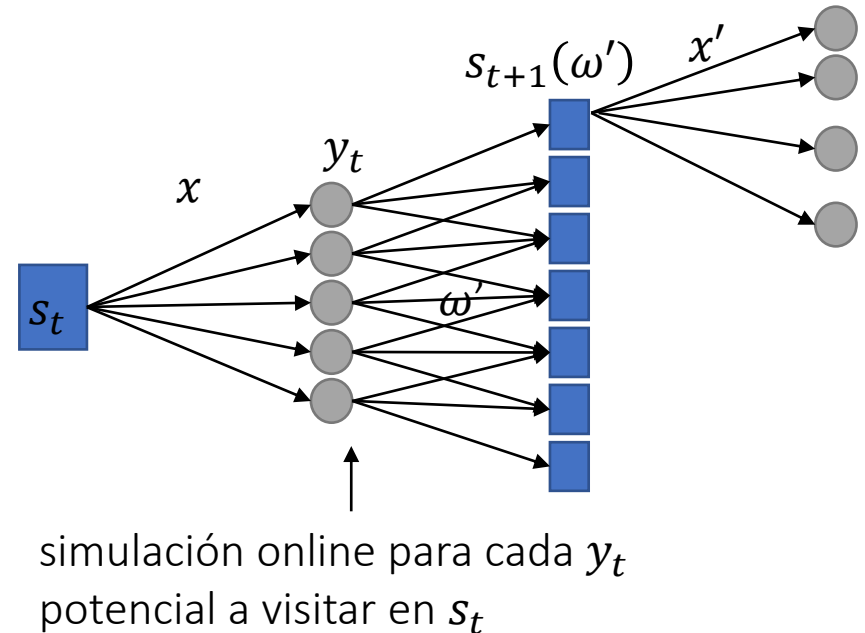 x′
s_{t+1}(ω′)
y_t
x
ω′
s_t
simulación online para cada y_t
potencial a visitar en s_t